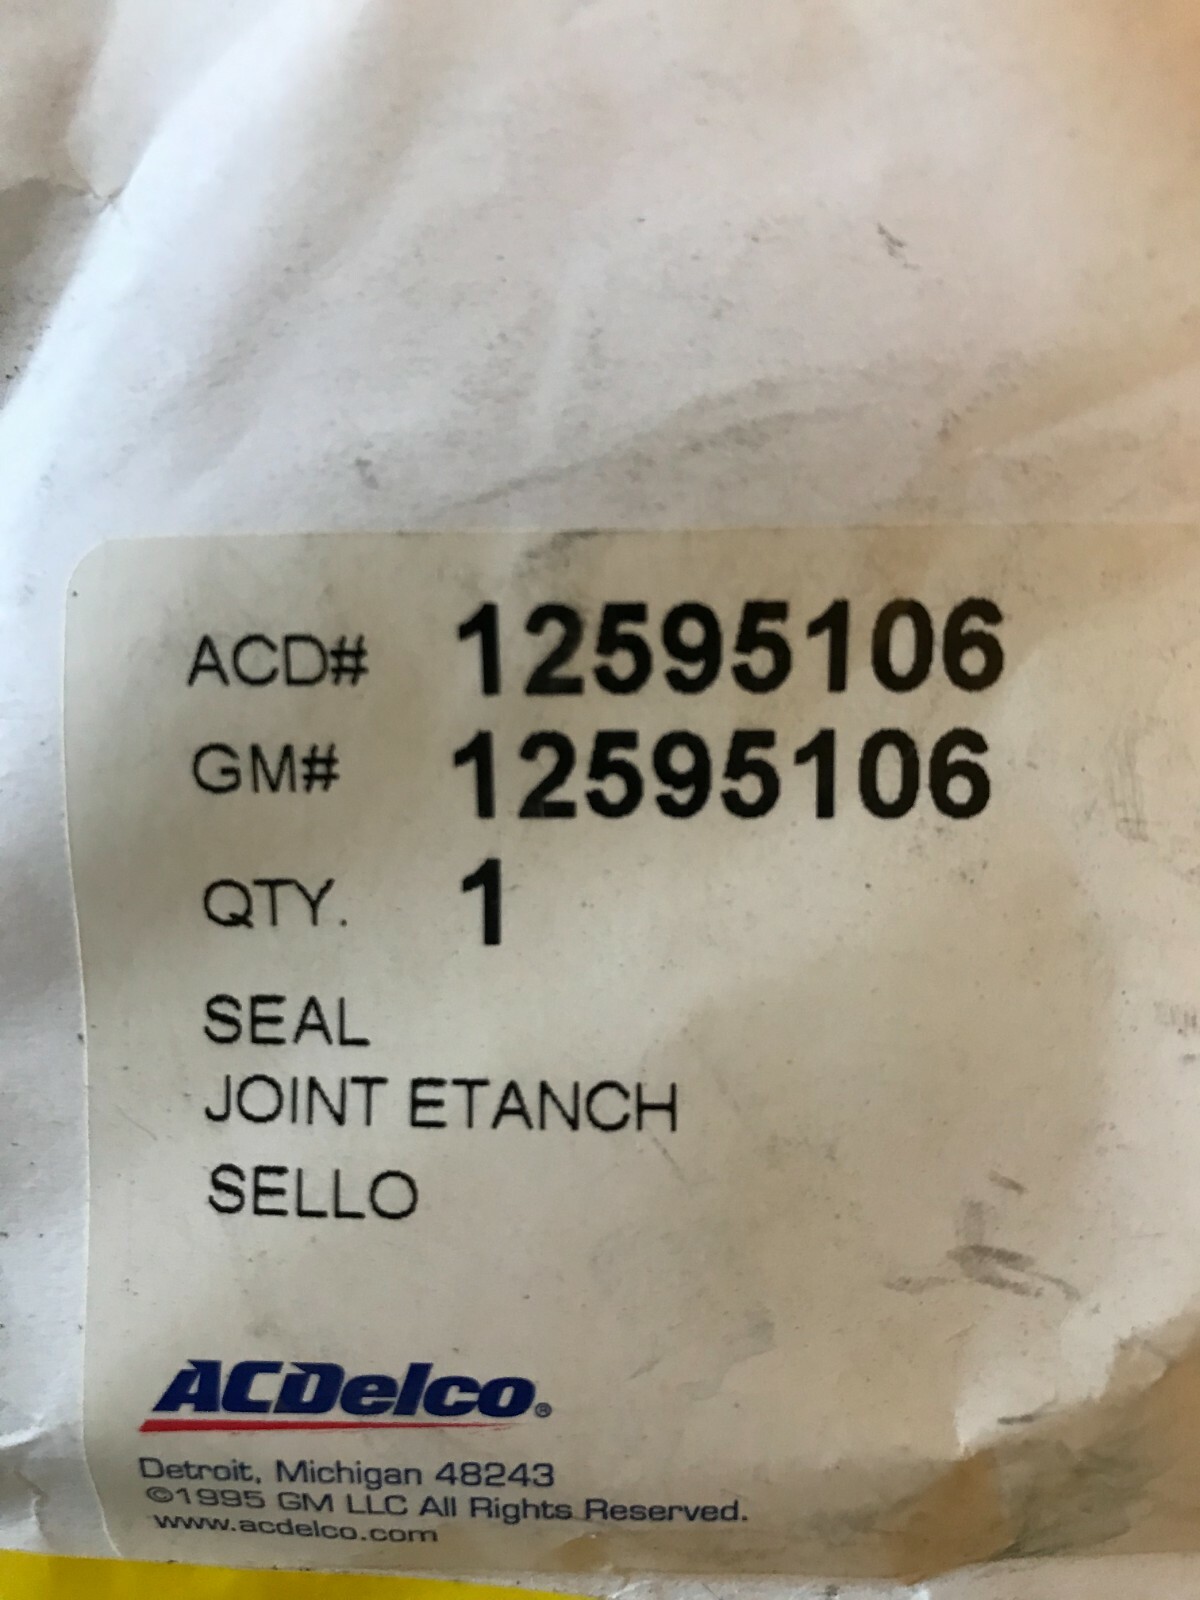 ACD# 12595106
GM# 12595106
QTY. 1
SEAL
JOINT ETANCH
SELLO
ACDelco®
Detroit, Michigan 48243
©1995 GM LLC All Rights Reserved.
www.acdelco.com